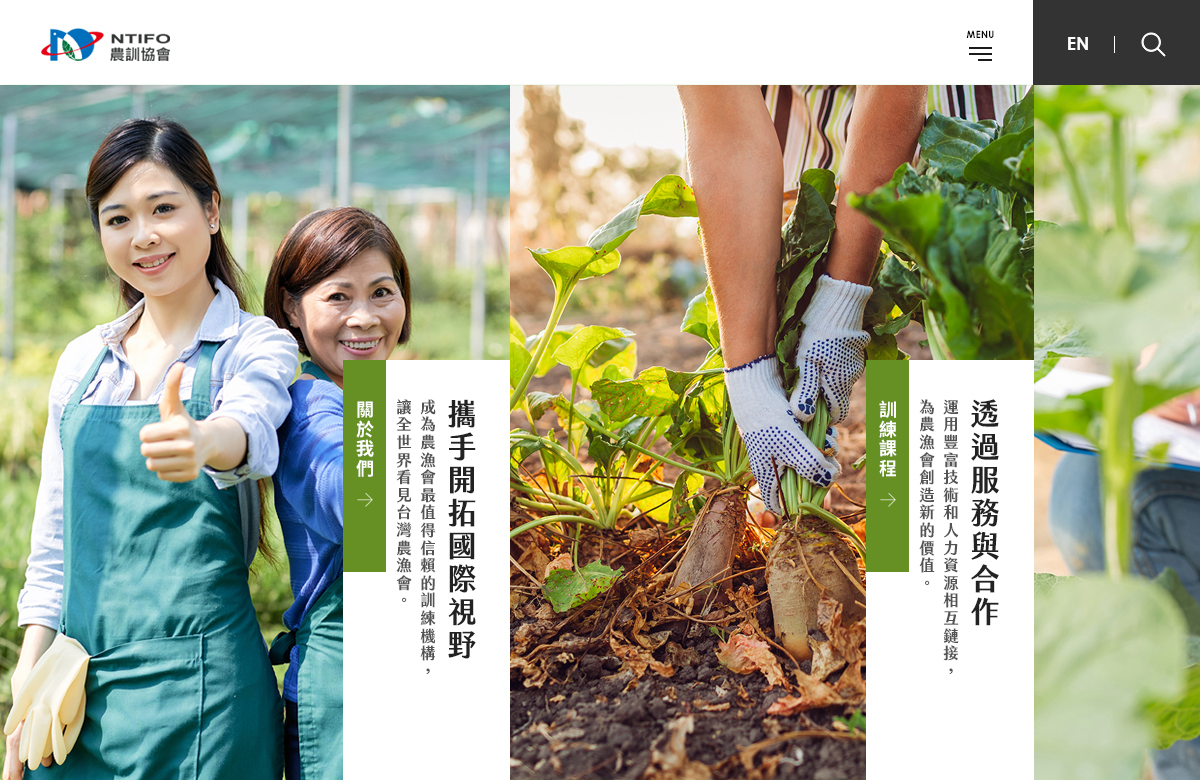 NTIFO
農訓協會
MENU
EN
攜手開拓國際視野
成為農漁會最值得信賴的訓練機構，
讓全世界看見台灣農漁會。
關於我們
透過服務與合作
運用豐富技術和人力資源相互鏈接，
為農漁會創造新的價值。
訓練課程